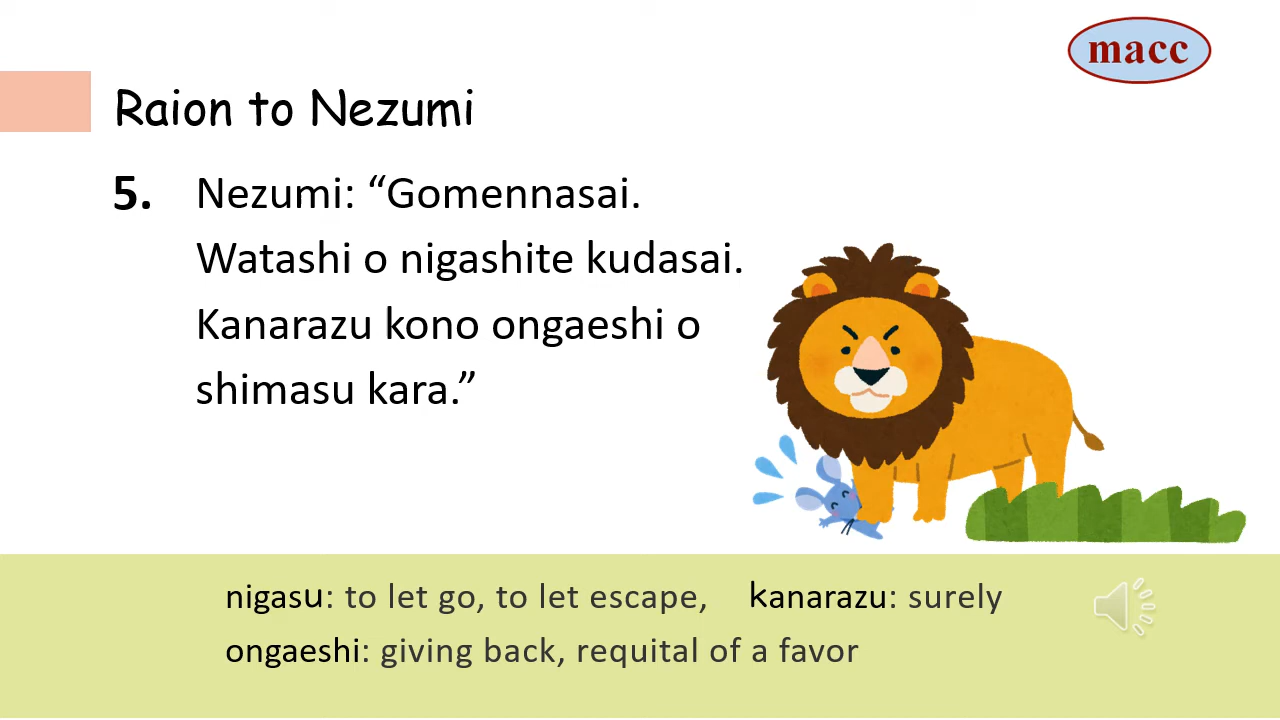 macc
Raion to Nezumi
5. Nezumi: “Gomennasai.
Watashi o nigashite kudasai.
Kanarazu kono ongaeshi o
shimasu kara.”
nigasu: to let go, to let escape, kanarazu: surely
ongaeshi: giving back, requital of a favor